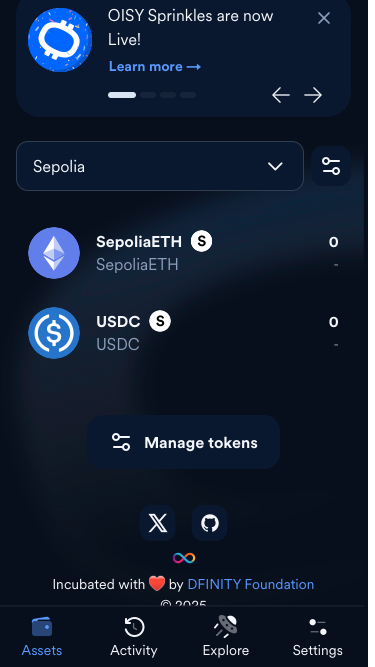 OISY Sprinkles are now
Live!
Learn more →
Sepolia
SepoliaETH S
0
SepoliaETH
-
USDC S
0
USDC
-
Manage tokens
Incubated with ❤️ by DFINITY Foundation
© 2025
Assets
Activity
Explore
Settings